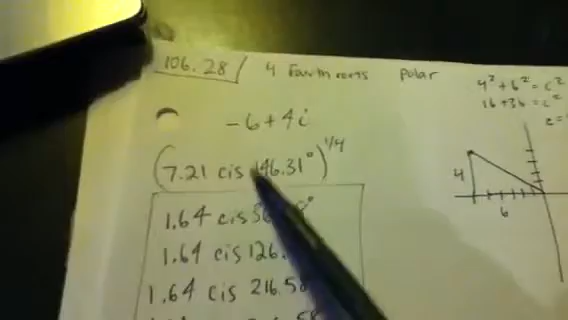 106.28 4 Fourth roots Polar
4² + 6² = c²
16 + 36 = c²
c =
-6 + 4i
(7.21 cis 146.31°)^1/4
4
6
1.64 cis
1.64 cis 126.
1.64 cis 216.58